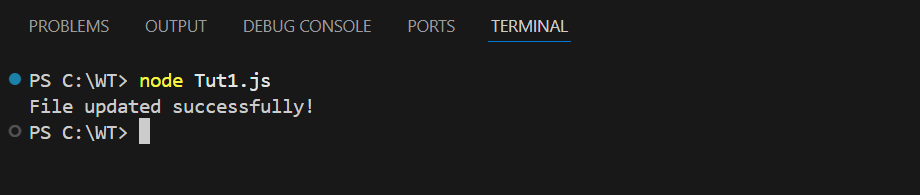 PROBLEMS OUTPUT DEBUG CONSOLE PORTS TERMINAL
PS C:\WT> node Tut1.js
File updated successfully!
PS C:\WT>